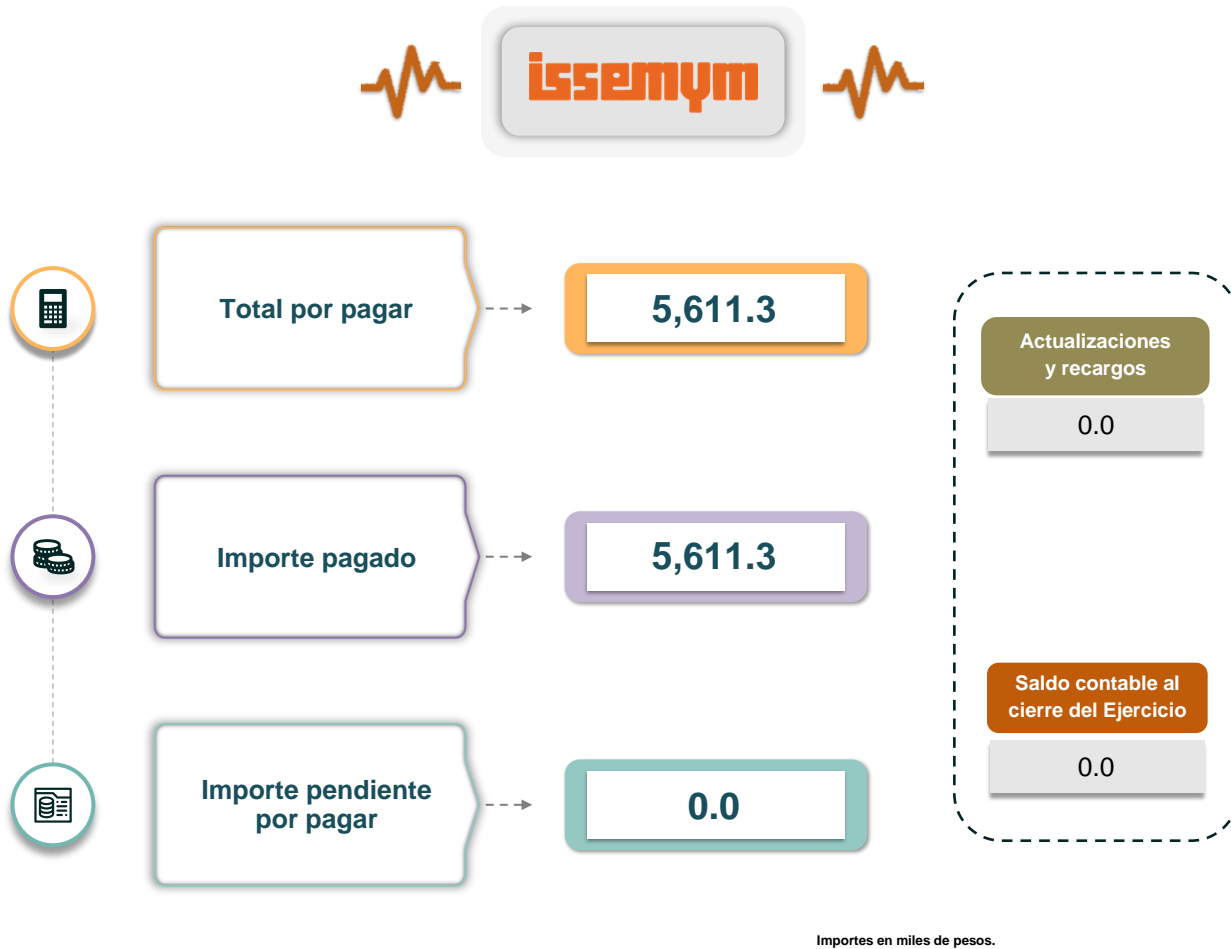 issemym
Total por pagar
5,611.3
Actualizaciones
y recargos
0.0
Importe pagado
5,611.3
Saldo contable al
cierre del Ejercicio
0.0
Importe pendiente
por pagar
0.0
Importes en miles de pesos.